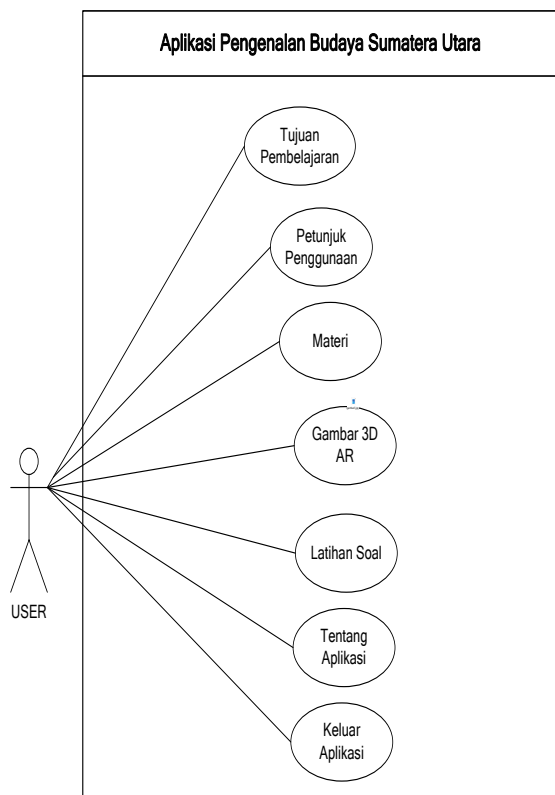 Aplikasi Pengenalan Budaya Sumatera Utara
Tujuan
Pembelajaran
Petunjuk
Penggunaan
Materi
Gambar 3D
AR
Latihan Soal
Tentang
Aplikasi
Keluar
Aplikasi
USER